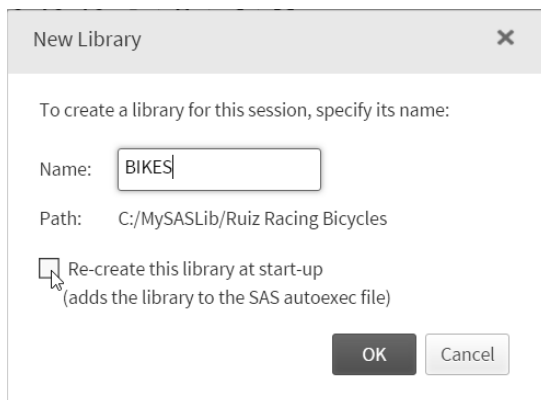 New Library
To create a library for this session, specify its name:
Name: BIKES
Path: C:/MySASLib/Ruiz Racing Bicycles
Re-create this library at start-up
(adds the library to the SAS autoexec file)
OK Cancel